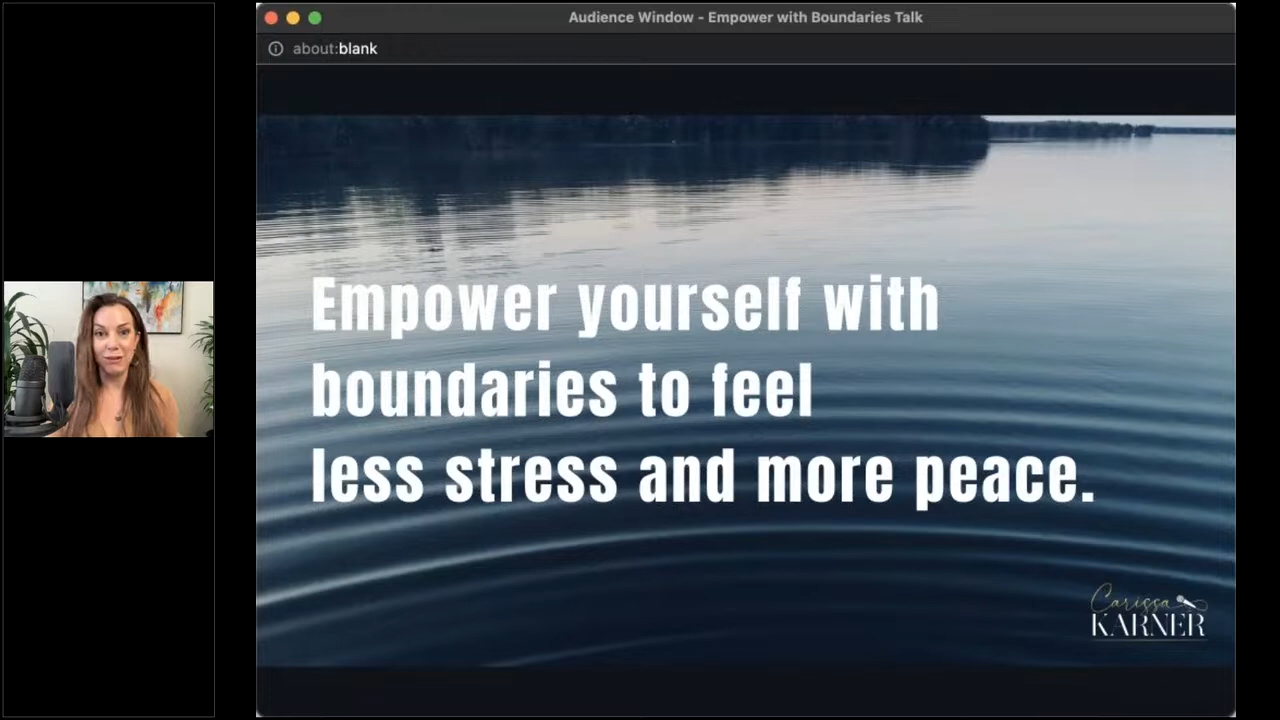 Audience Window - Empower with Boundaries Talk
about:blank
Empower yourself with
boundaries to feel
less stress and more peace.
Carissa
KARNER